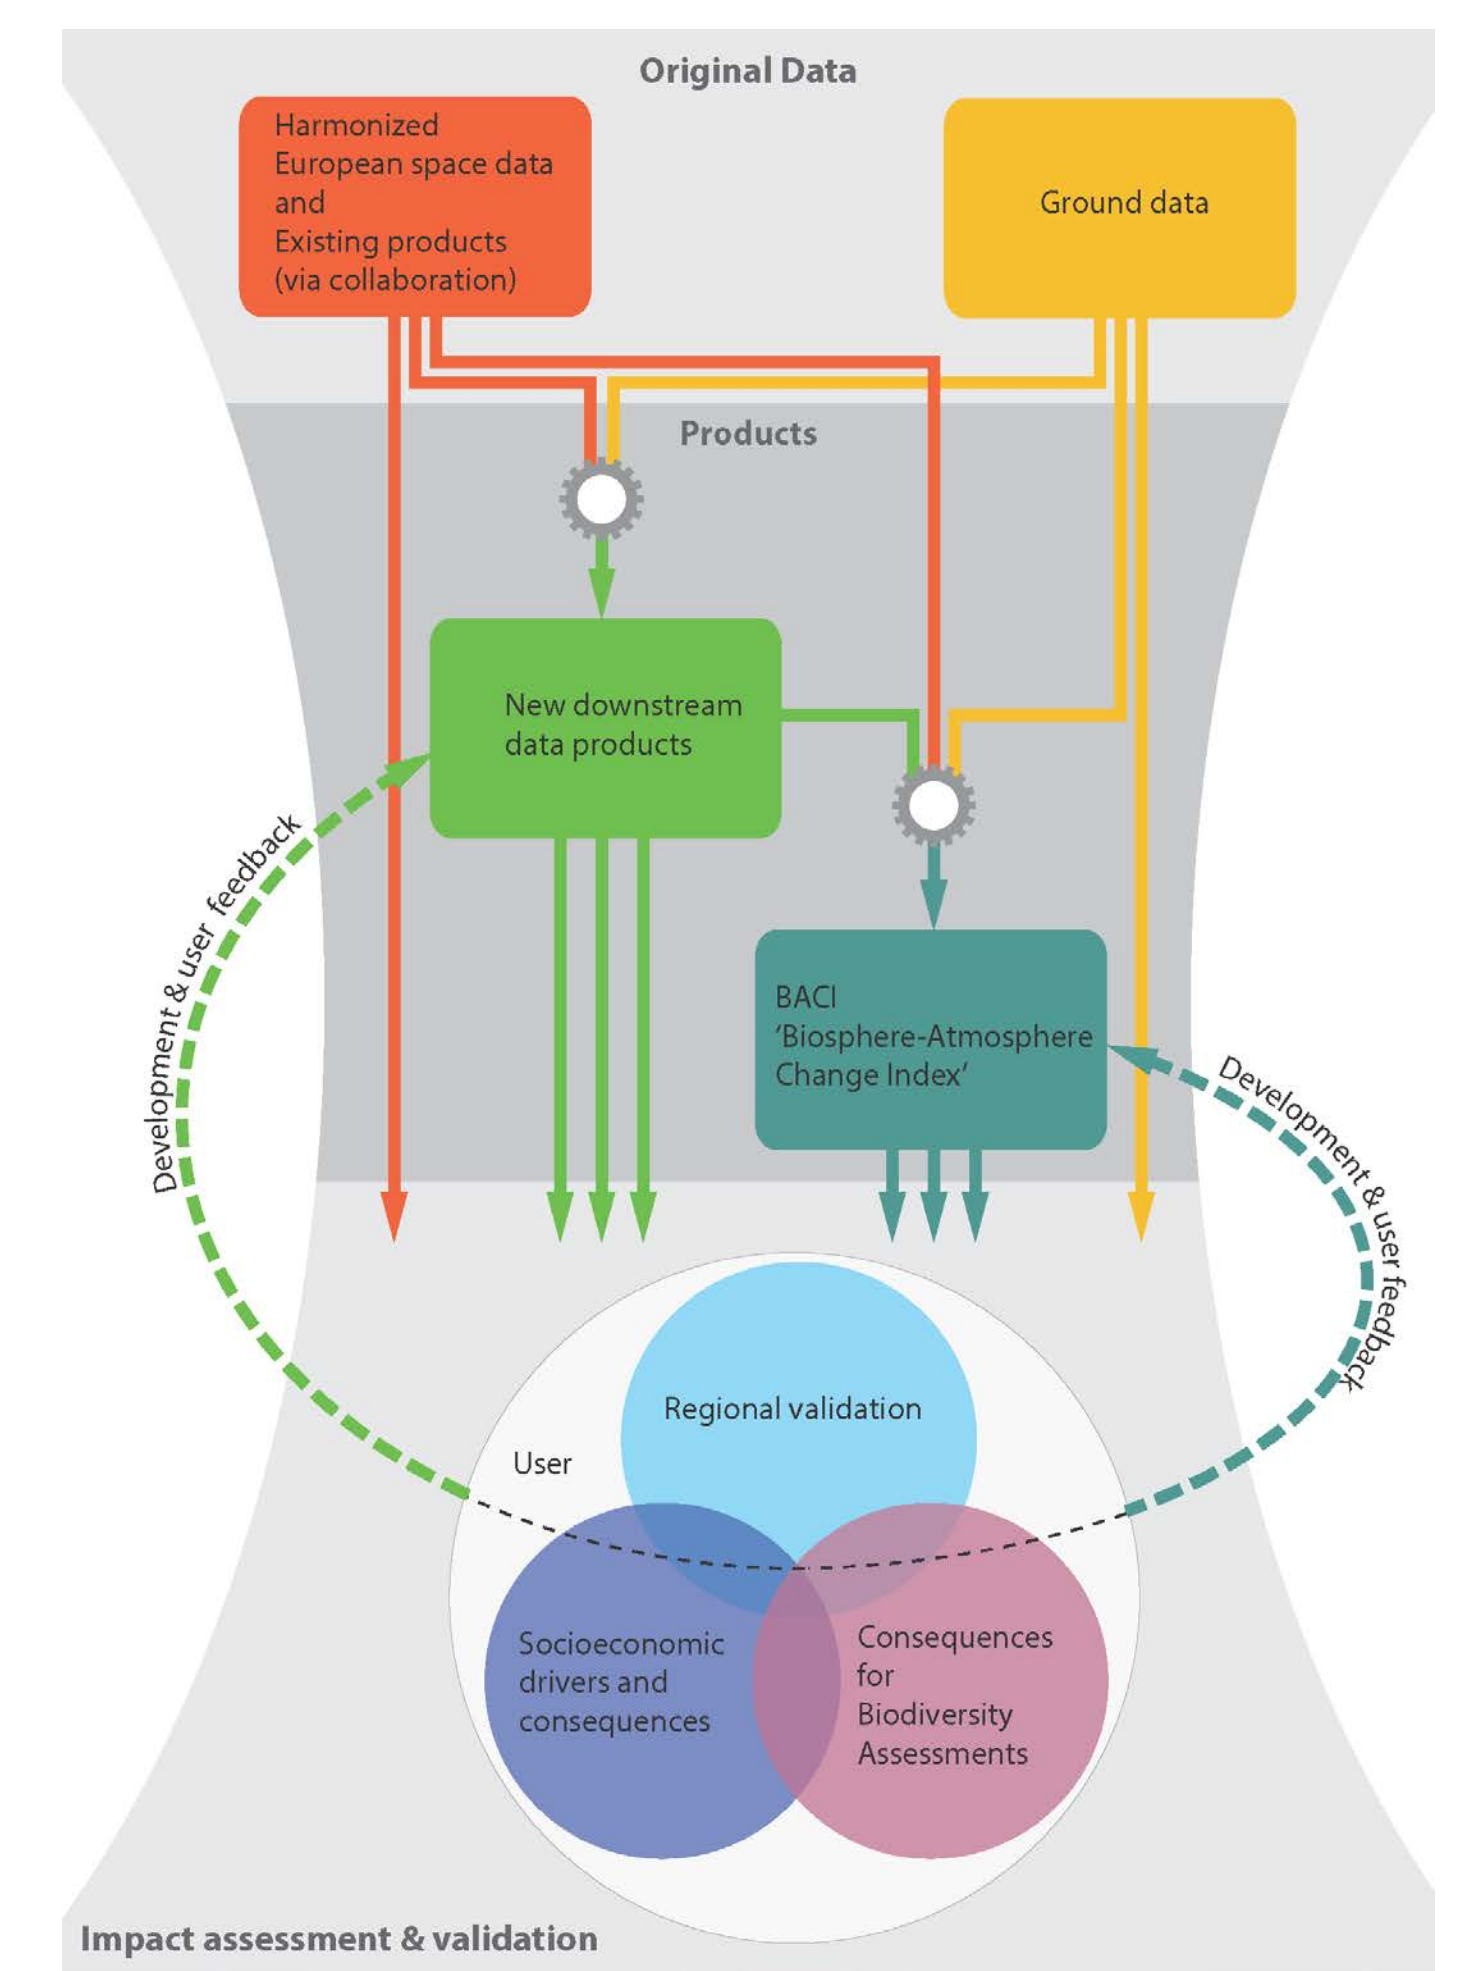 Original Data
Harmonized
European space data
and
Existing products
(via collaboration)
Ground data
Products
New downstream
data products
Development & user feedback
BACI
‘Biosphere-Atmosphere
Change Index’
Development & user feedback
Regional validation
User
Socioeconomic
drivers and
consequences
Consequences
for
Biodiversity
Assessments
Impact assessment & validation